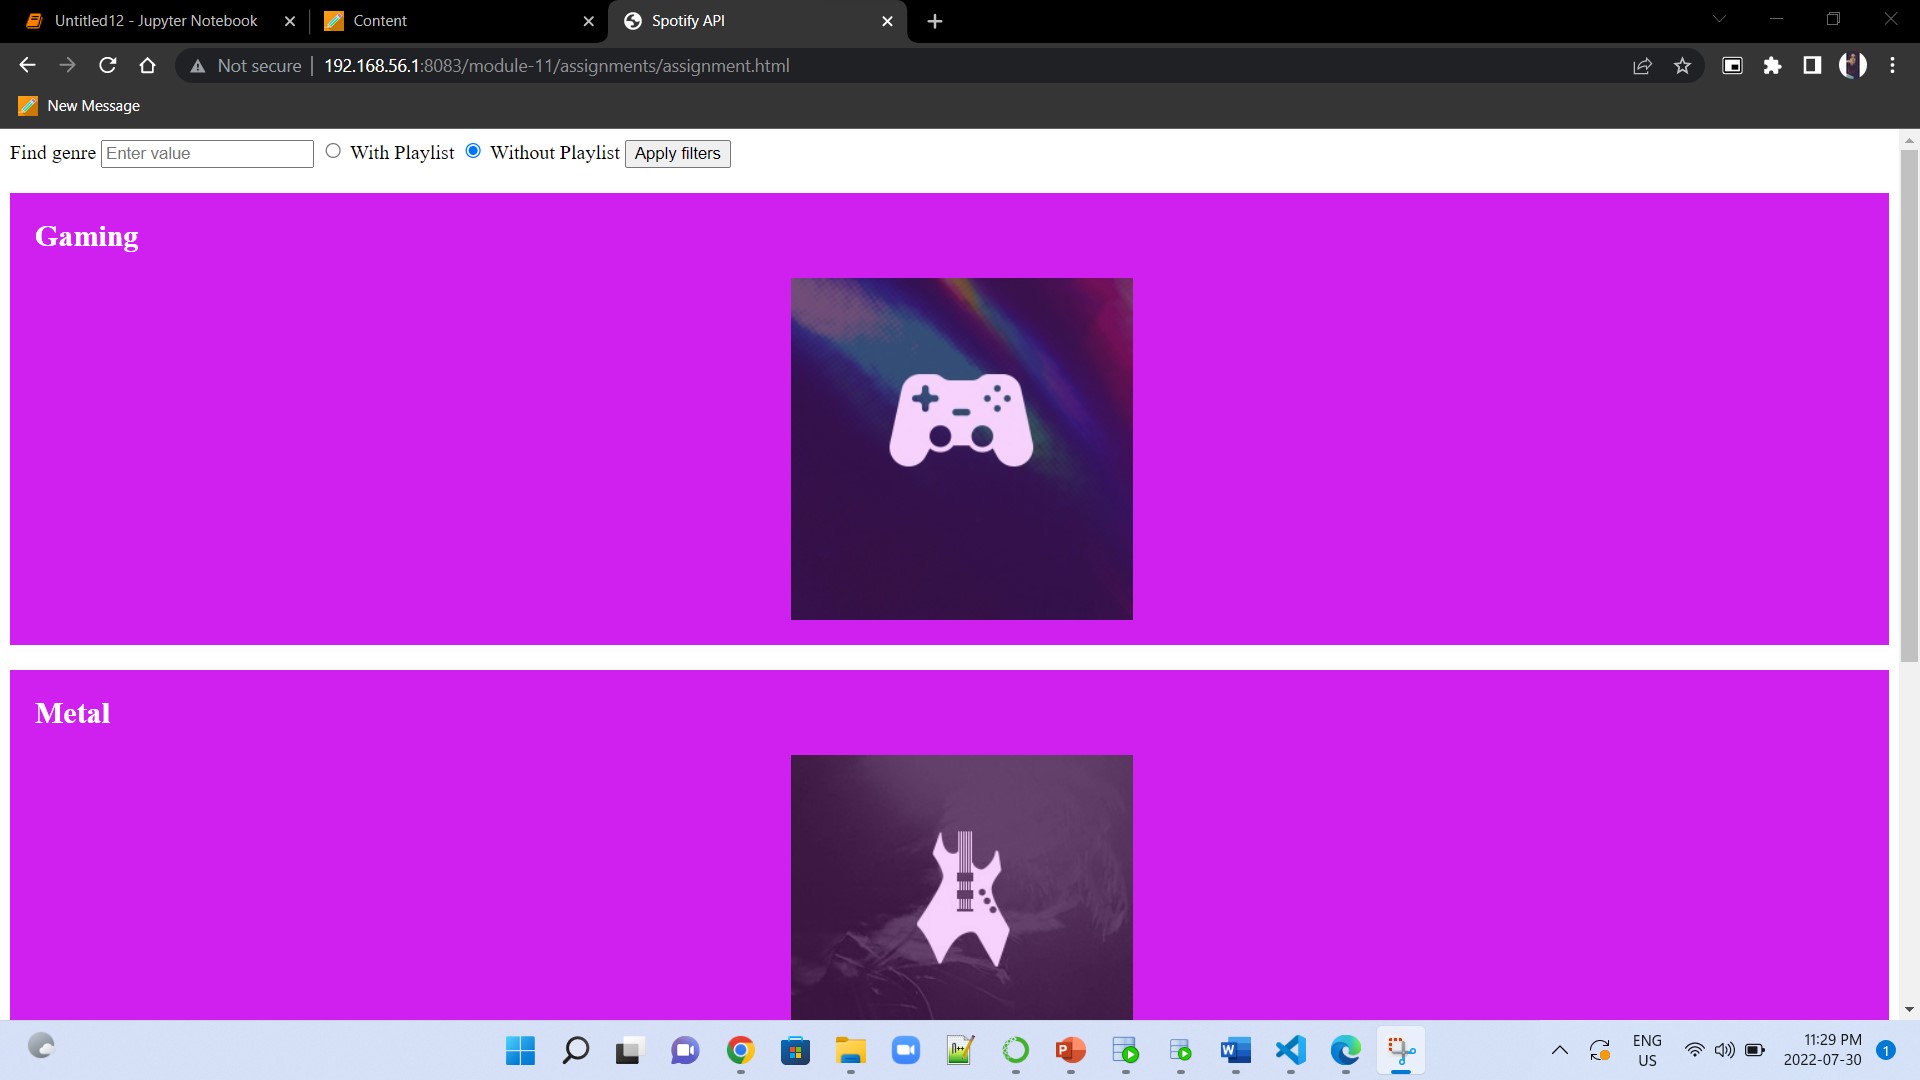 Untitled12 - Jupyter Notebook
Content
Spotify API
Not secure | 192.168.56.1:8083/module-11/assignments/assignment.html
New Message
Find genre Enter value With Playlist Without Playlist Apply filters
Gaming
Metal
ENG
US
11:29 PM
2022-07-30
1